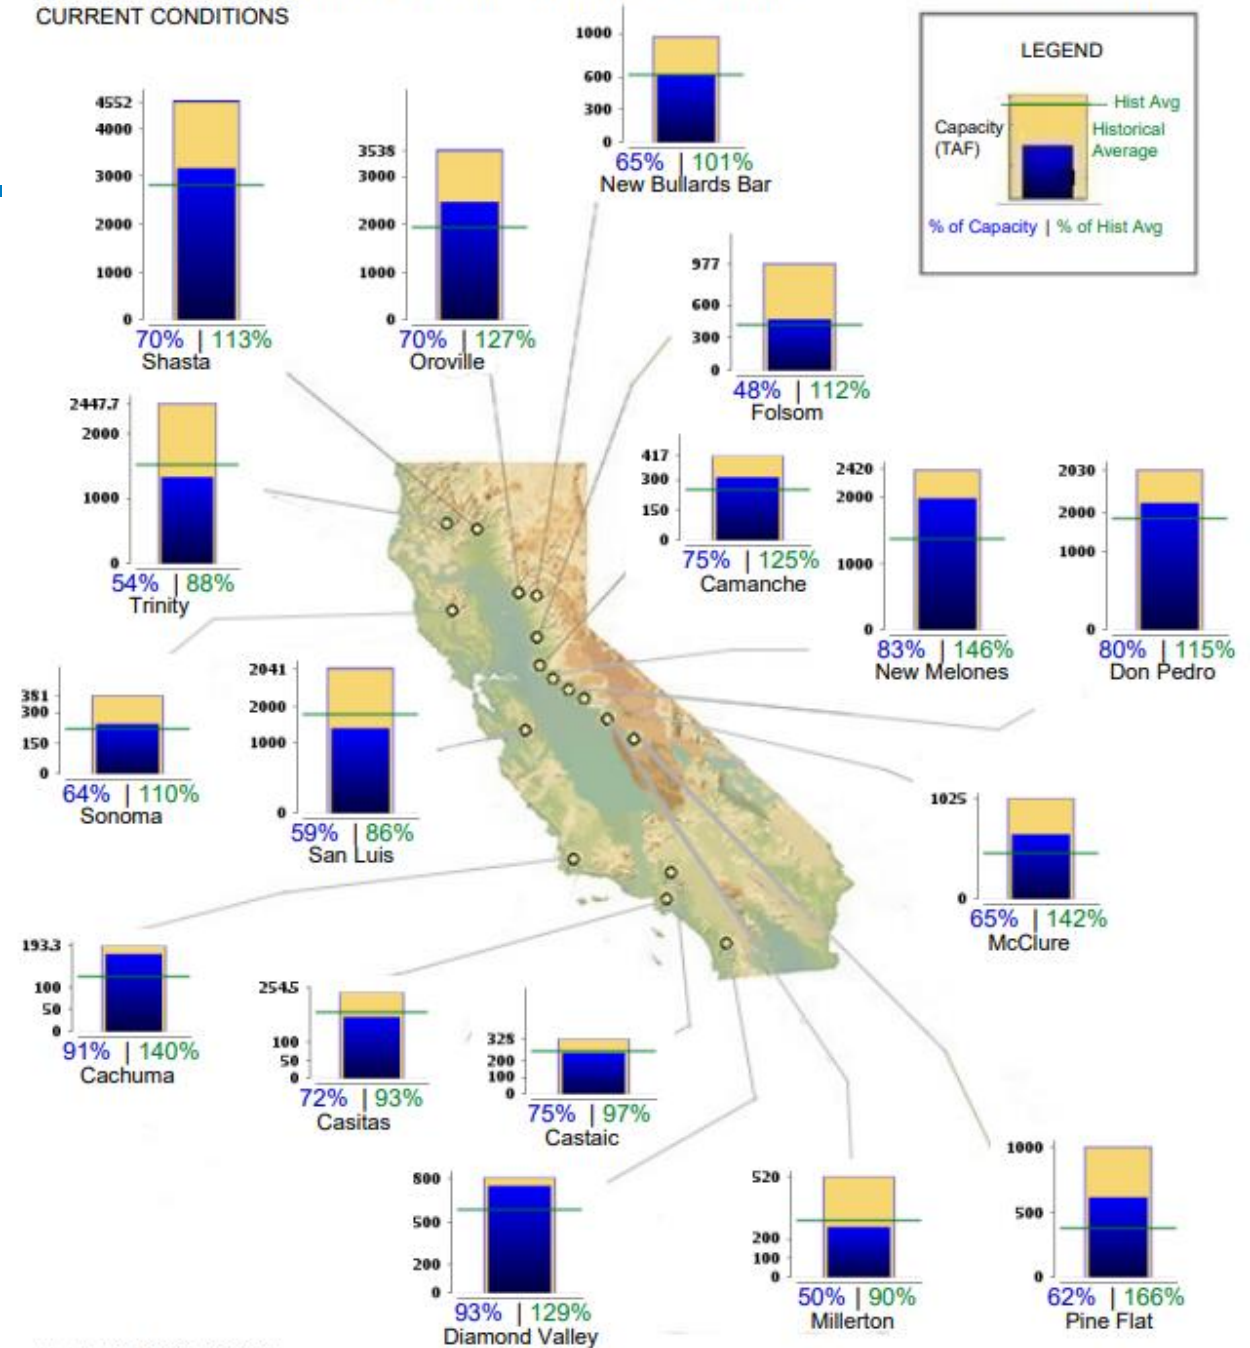 CURRENT CONDITIONS
LEGEND
Hist Avg
Capacity
(TAF)
Historical
Average
% of Capacity | % of Hist Avg
1000
600
300
0
65% | 101%
New Bullards Bar
4552
4000
3000
2000
1000
0
70% | 113%
Shasta
3538
3000
2000
1000
0
70% | 127%
Oroville
977
600
300
0
48% | 112%
Folsom
2447.7
2000
1000
0
54% | 88%
Trinity
417
300
150
0
75% | 125%
Camanche
2420
2000
1000
0
83% | 146%
New Melones
2030
2000
1000
0
80% | 115%
Don Pedro
381
300
150
0
64% | 110%
Sonoma
2041
2000
1000
0
59% | 86%
San Luis
1025
0
65% | 142%
McClure
193.3
100
50
0
91% | 140%
Cachuma
254.5
100
50
0
72% | 93%
Casitas
328
200
100
0
75% | 97%
Castaic
800
500
200
0
93% | 129%
Diamond Valley
520
200
100
0
50% | 90%
Millerton
1000
500
0
62% | 166%
Pine Flat